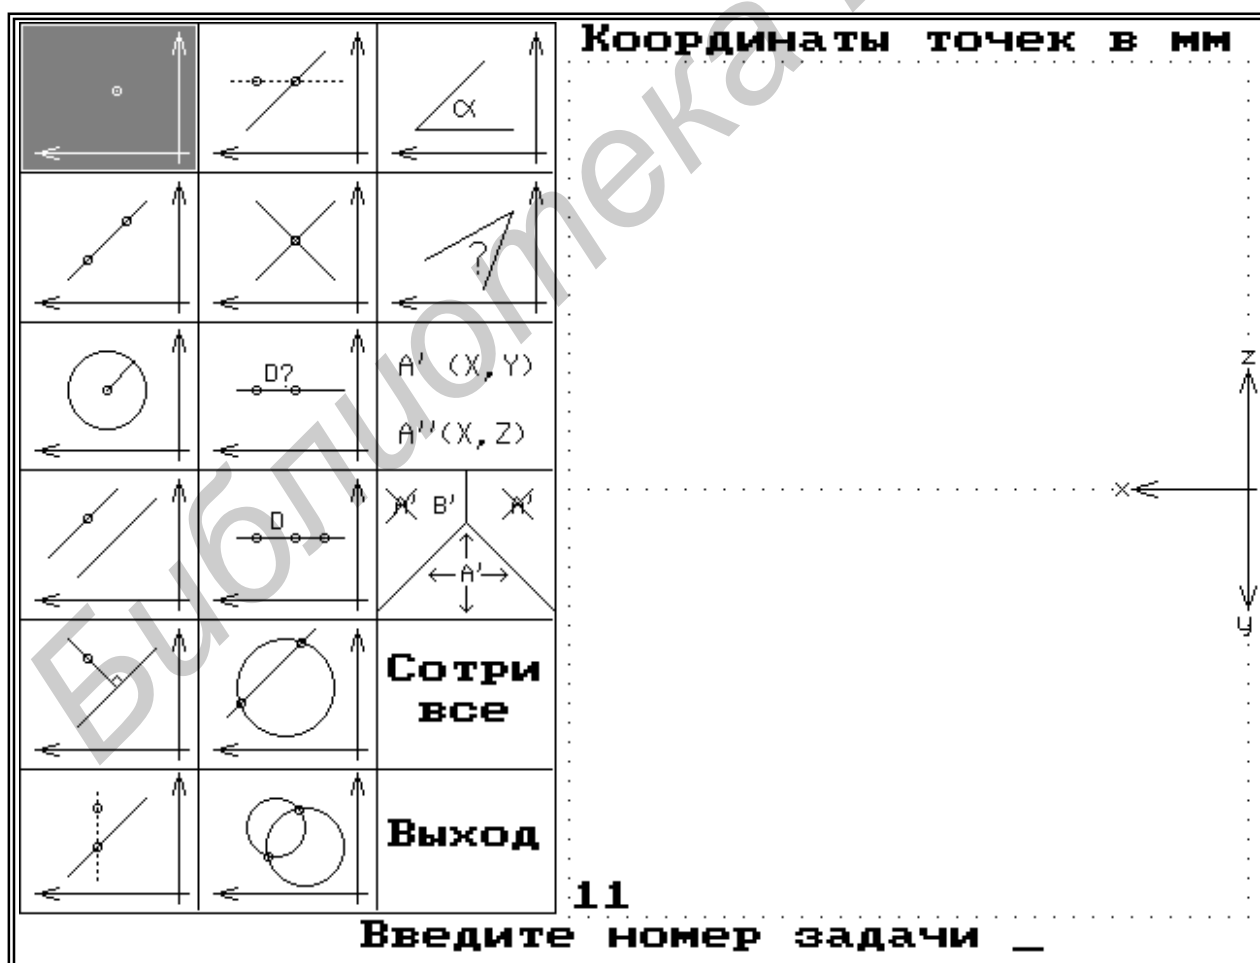 Координаты точек в мм
α
?
D?
A' (X, Y)
A''(X, Z)
D
A' B' A'
A'
Сотри
все
Выход
z
x
y
11
Введите номер задачи _
Библиотека